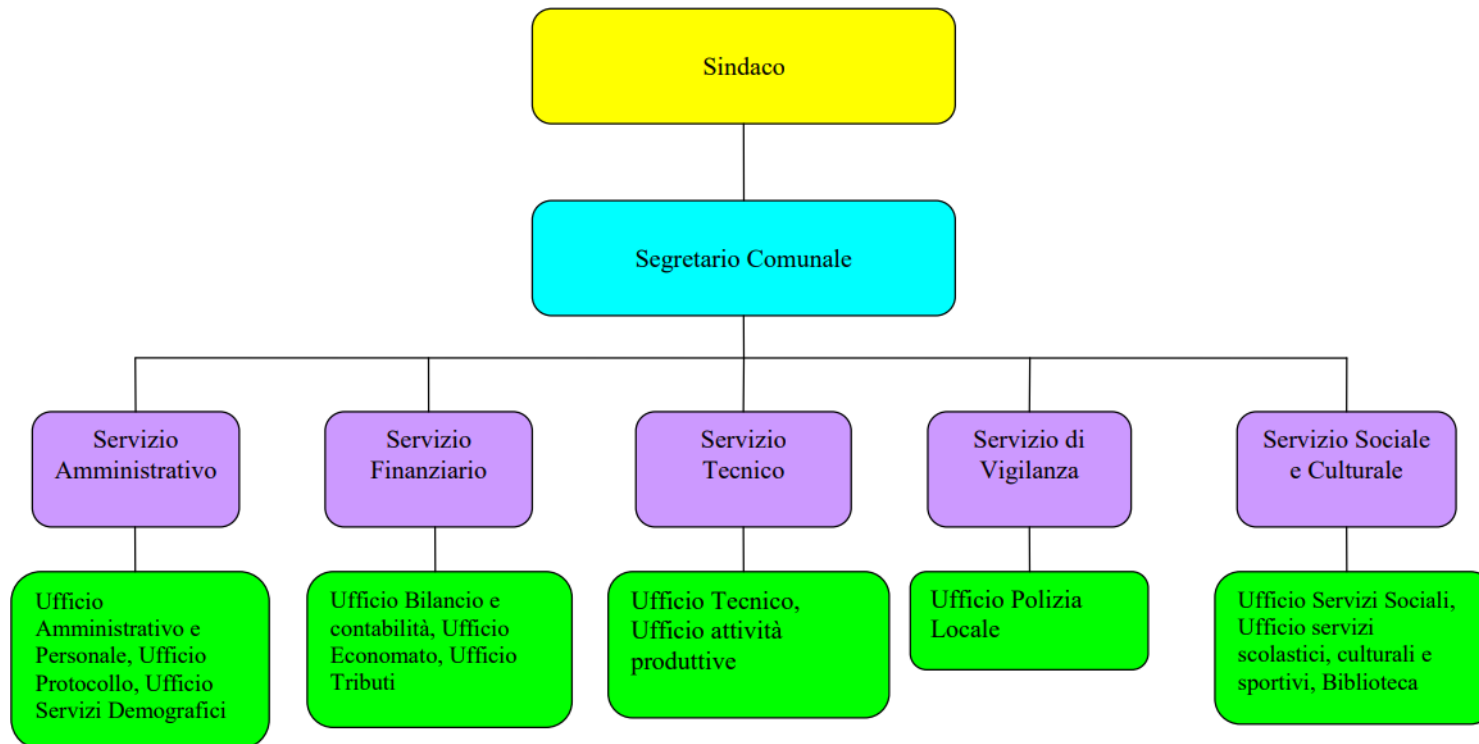 Sindaco
Segretario Comunale
Servizio
Amministrativo
Servizio
Finanziario
Servizio
Tecnico
Servizio di
Vigilanza
Servizio Sociale
e Culturale
Ufficio
Amministrativo e
Personale, Ufficio
Protocollo, Ufficio
Servizi Demografici
Ufficio Bilancio e
contabilità, Ufficio
Economato, Ufficio
Tributi
Ufficio Tecnico,
Ufficio attività
produttive
Ufficio Polizia
Locale
Ufficio Servizi Sociali,
Ufficio servizi
scolastici, culturali e
sportivi, Biblioteca